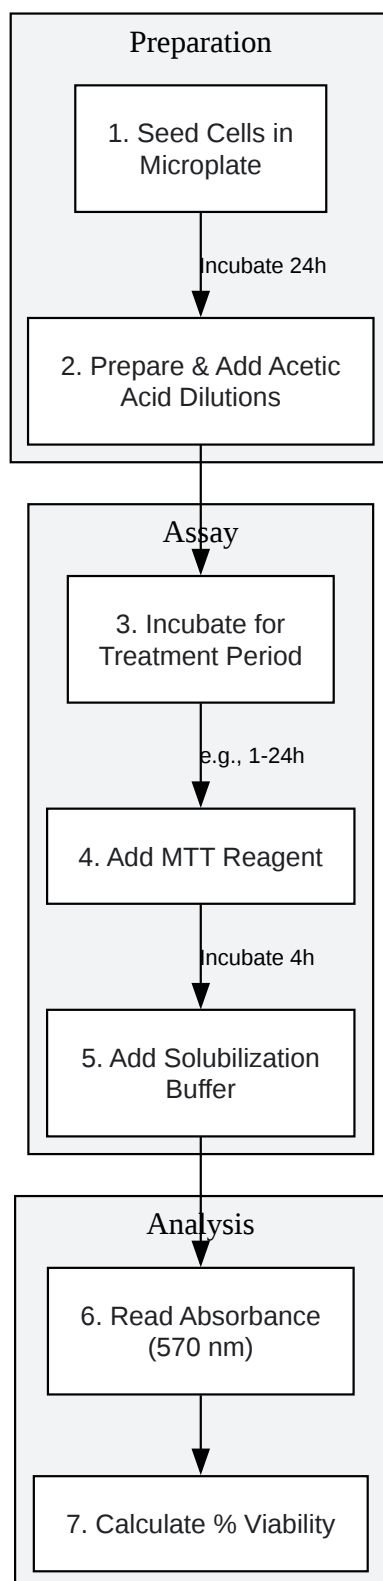 Preparation
1. Seed Cells in
Microplate
Incubate 24h
2. Prepare & Add Acetic
Acid Dilutions
Assay
3. Incubate for
Treatment Period
e.g., 1-24h
4. Add MTT Reagent
Incubate 4h
5. Add Solubilization
Buffer
Analysis
6. Read Absorbance
(570 nm)
7. Calculate % Viability